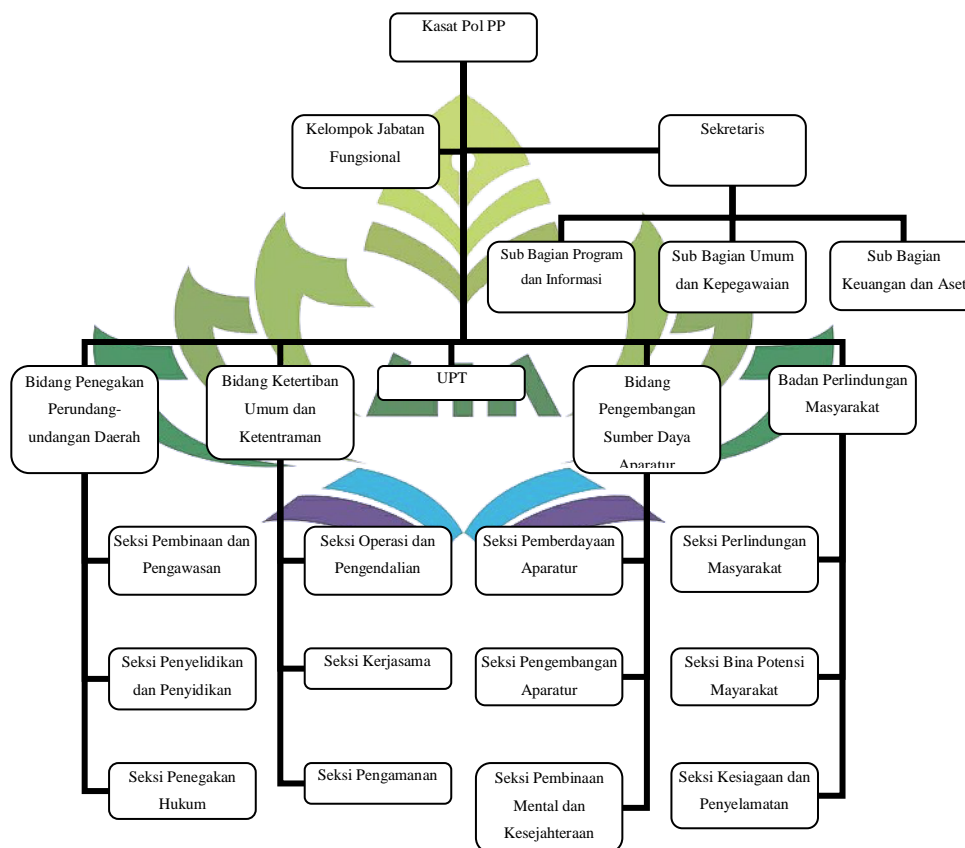 Kasat Pol PP
Kelompok Jabatan
Fungsional
Sekretaris
Sub Bagian Program
dan Informasi
Sub Bagian Umum
dan Kepegawaian
Sub Bagian
Keuangan dan Aset
Bidang Penegakan
Perundang-
undangan Daerah
Bidang Ketertiban
Umum dan
Ketentraman
UPT
Bidang
Pengembangan
Sumber Daya
Aparatur
Badan Perlindungan
Masyarakat
Seksi Pembinaan dan
Pengawasan
Seksi Operasi dan
Pengendalian
Seksi Pemberdayaan
Aparatur
Seksi Perlindungan
Masyarakat
Seksi Penyelidikan
dan Penyidikan
Seksi Kerjasama
Seksi Pengembangan
Aparatur
Seksi Bina Potensi
Mayarakat
Seksi Penegakan
Hukum
Seksi Pengamanan
Seksi Pembinaan
Mental dan
Kesejahteraan
Seksi Kesiagaan dan
Penyelamatan